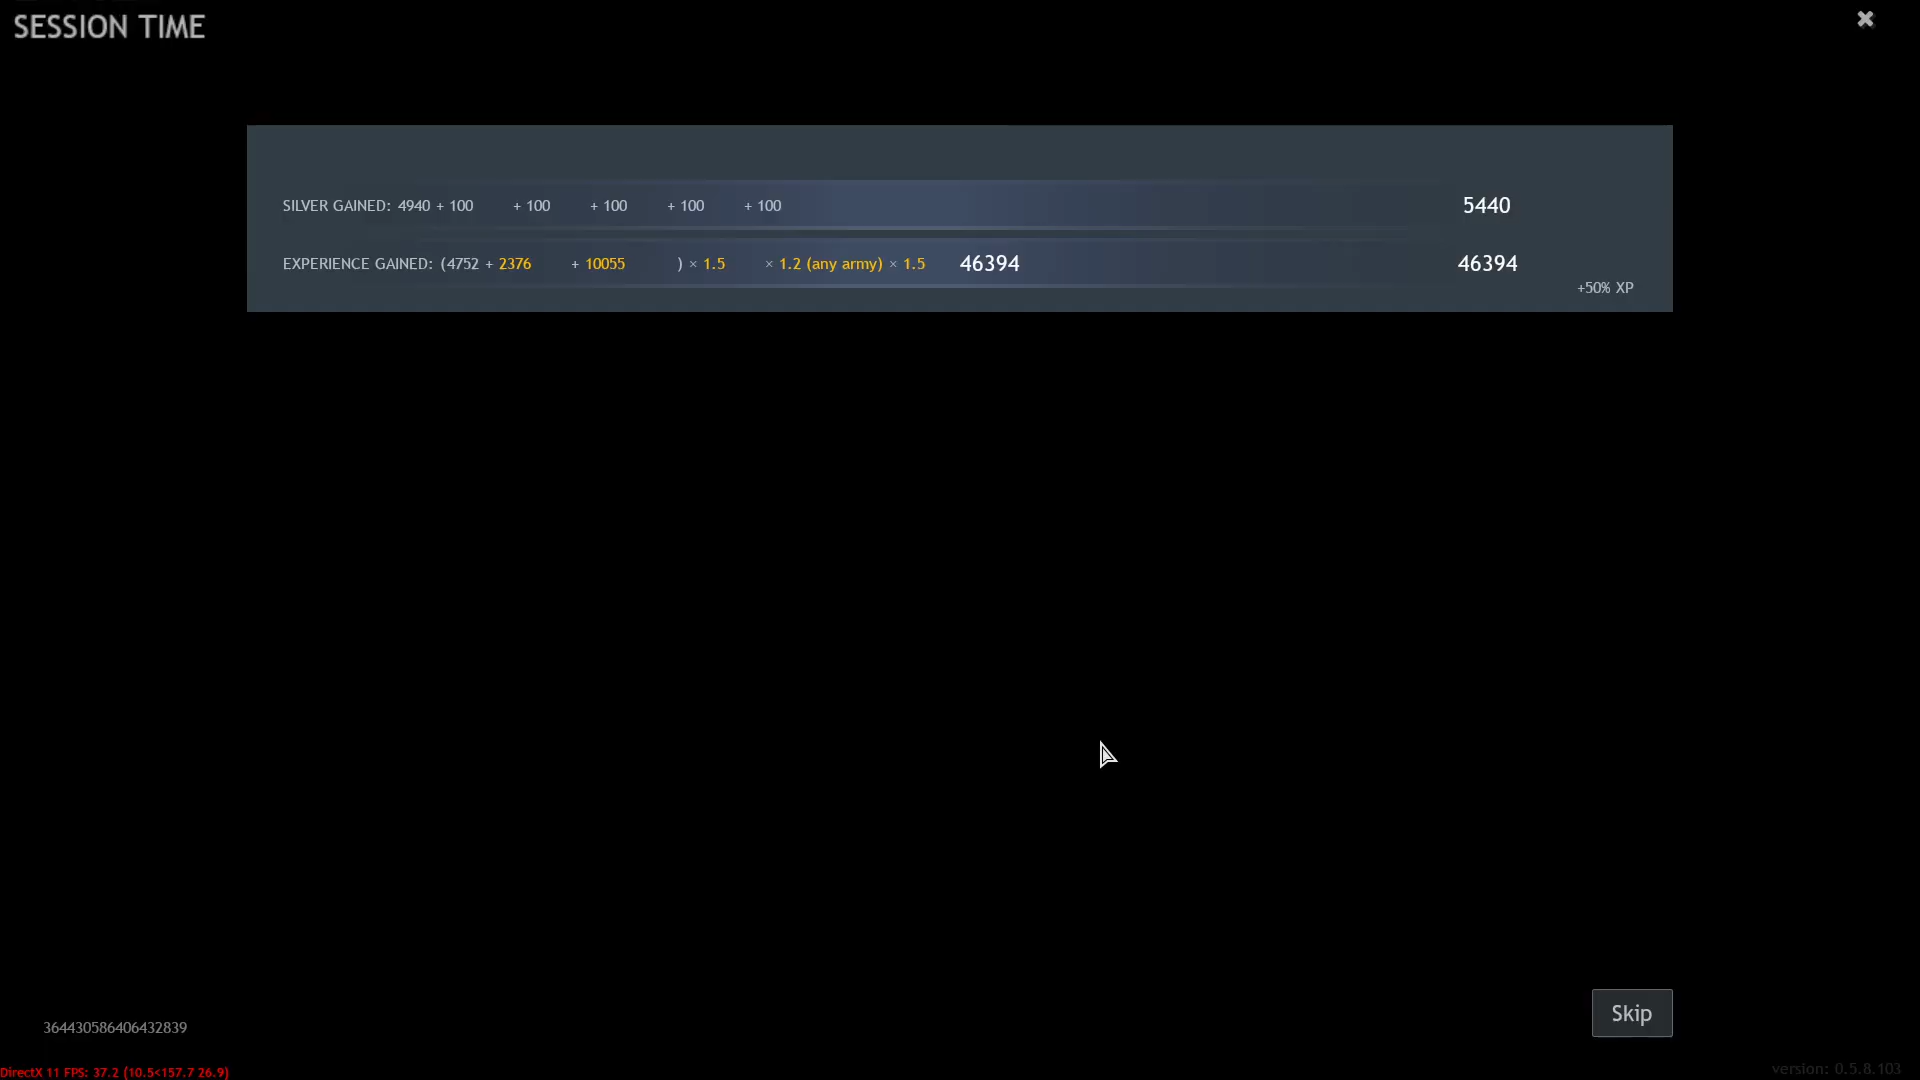 SESSION TIME
SILVER GAINED: 4940 + 100 + 100 + 100 + 100 + 100 5440
EXPERIENCE GAINED: (4752 + 2376 + 10055 ) × 1.5 × 1.2 (any army) × 1.5 46394 46394
+50% XP
Skip
364430586406432839
DirectX 11 FPS: 37.2 (10.5<157.7 26.9)
version: 0.5.8.103